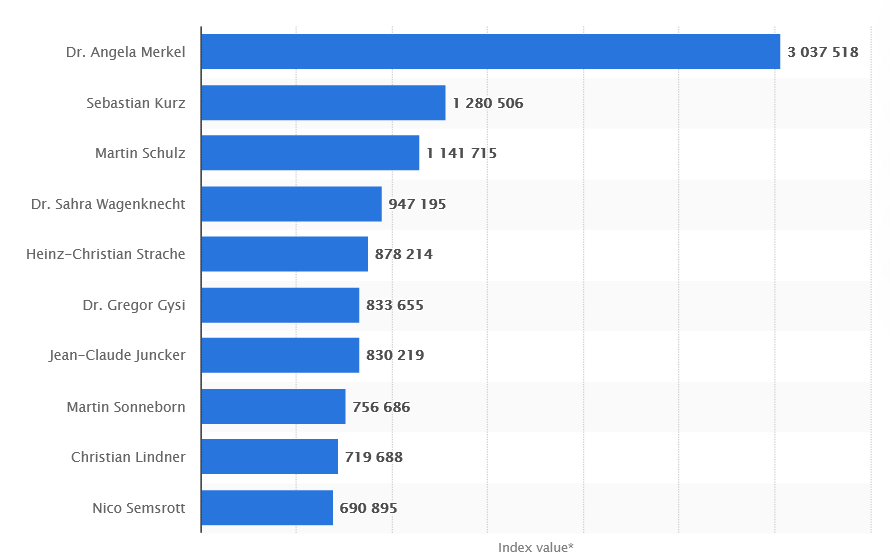 Dr. Angela Merkel 3 037 518
Sebastian Kurz 1 280 506
Martin Schulz 1 141 715
Dr. Sahra Wagenknecht 947 195
Heinz-Christian Strache 878 214
Dr. Gregor Gysi 833 655
Jean-Claude Juncker 830 219
Martin Sonneborn 756 686
Christian Lindner 719 688
Nico Semsrott 690 895
Index value*